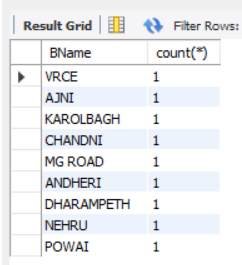 Result Grid Filter Rows:
BName count(*)
VRCE 1
AJNI 1
KAROLBAGH 1
CHANDNI 1
MG ROAD 1
ANDHERI 1
DHARAMPETH 1
NEHRU 1
POWAI 1